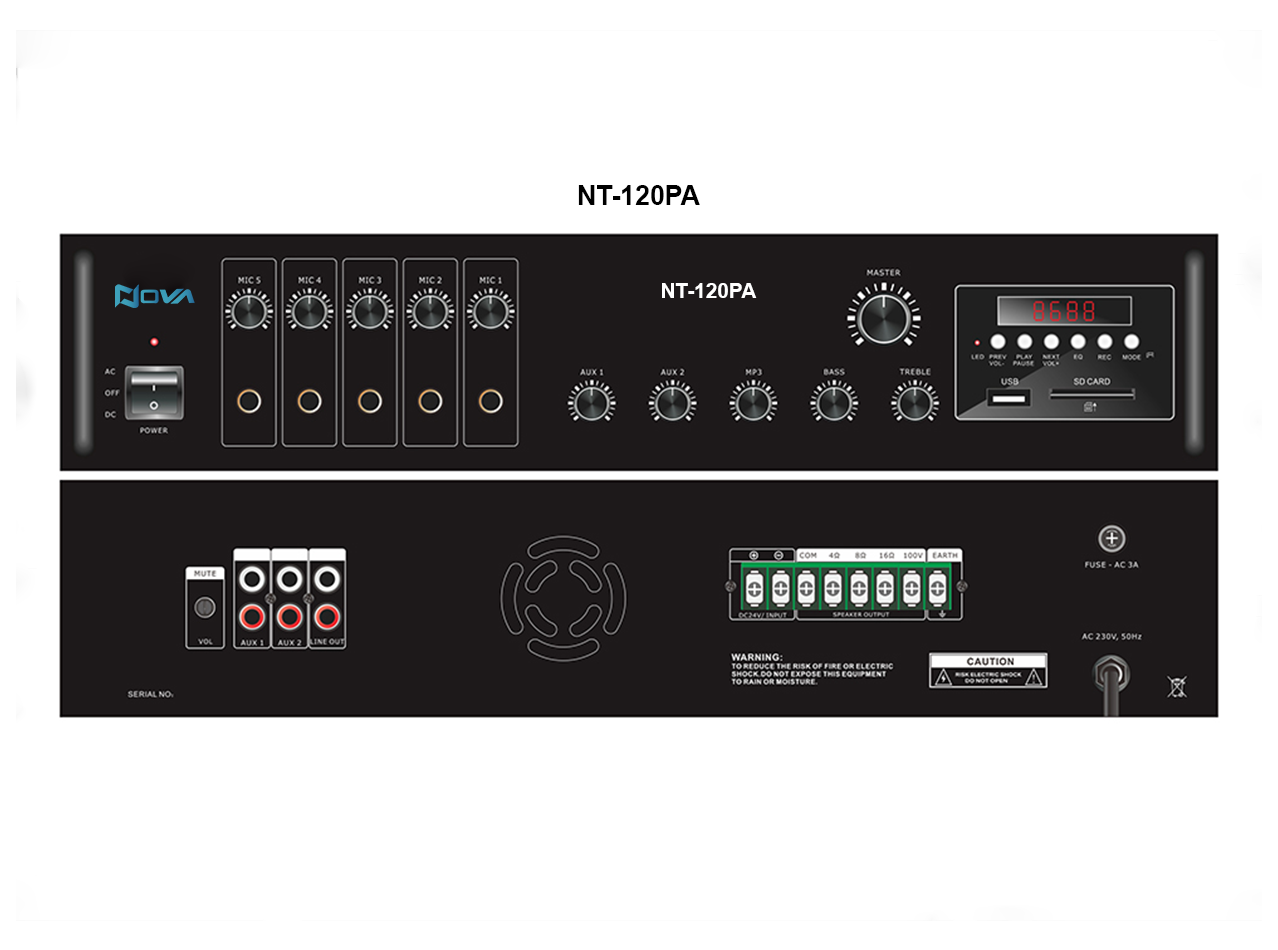 NT-120PA
NOVA
MIC 5
MIC 4
MIC 3
MIC 2
MIC 1
NT-120PA
MASTER
8688
LED
PREV
VOL-
PLAY
PAUSE
NEXT
VOL+
EQ
REC
MODE
USB
SD CARD
AC
OFF
DC
POWER
AUX 1
AUX 2
MP3
BASS
TREBLE
MUTE
VOL
AUX 1
AUX 2
LINE OUT
COM
4Ω
8Ω
16Ω
100V
EARTH
DC24V/ INPUT
SPEAKER OUTPUT
FUSE - AC 3A
AC 230V, 50Hz
WARNING:
TO REDUCE THE RISK OF FIRE OR ELECTRIC
SHOCK.DO NOT EXPOSE THIS EQUIPMENT
TO RAIN OR MOISTURE.
CAUTION
RISK ELECTRIC SHOCK
DO NOT OPEN
SERIAL NO: